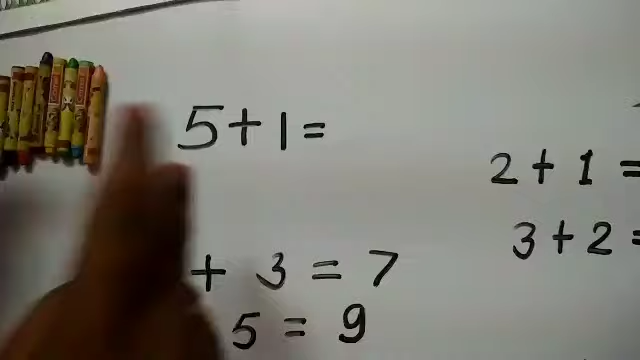 5+1=
2+1=
3+2=
+ 3 = 7
5 = 9